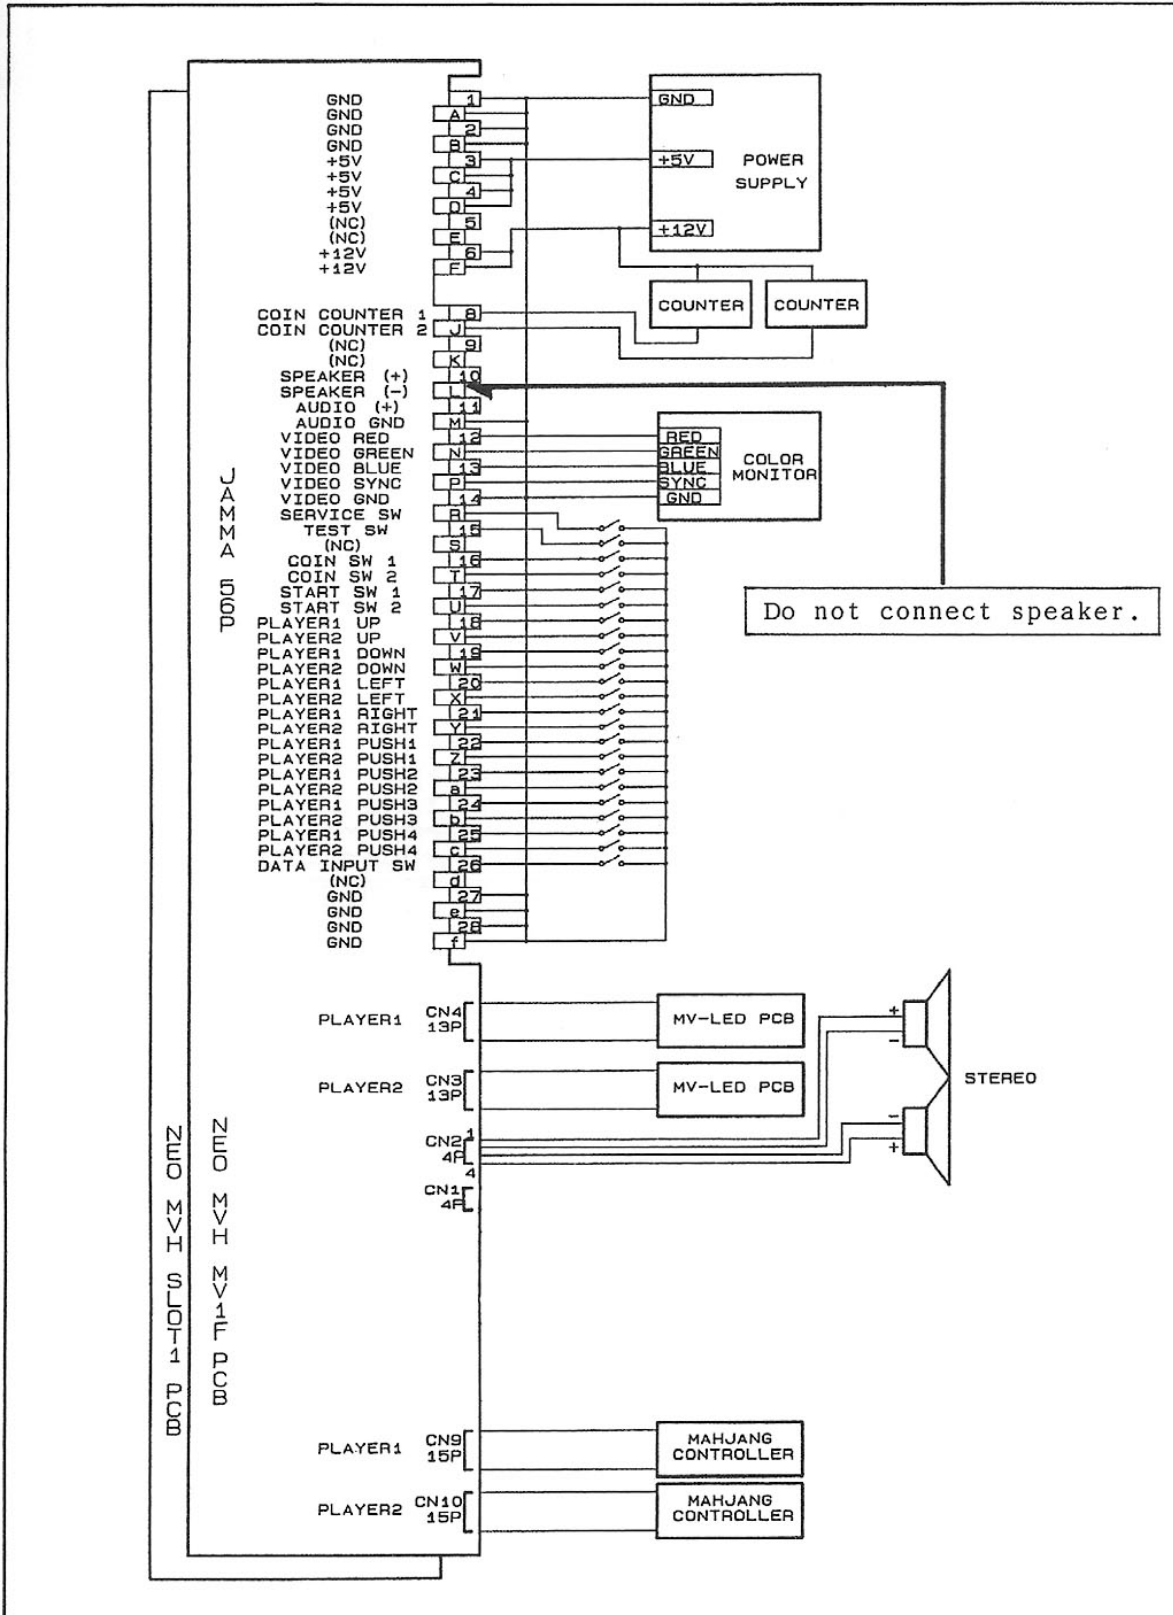 GND 1 GND
GND A
GND 2
GND B
+5V 3 +5V POWER
+5V C SUPPLY
+5V 4
+5V D
(NC) 5
(NC) E +12V
+12V 6
+12V F
COIN COUNTER 1 8 COUNTER COUNTER
COIN COUNTER 2 J
(NC) 9
(NC) K
SPEAKER (+) 10
SPEAKER (-) L
AUDIO (+) 11
AUDIO GND M
VIDEO RED 12 RED
VIDEO GREEN N GREEN COLOR
VIDEO BLUE 13 BLUE MONITOR
VIDEO SYNC P SYNC
VIDEO GND 14 GND
SERVICE SW R
TEST SW 15
(NC) S
COIN SW 1 16
COIN SW 2 T
START SW 1 17
START SW 2 U
Do not connect speaker.
PLAYER1 UP 18
PLAYER2 UP V
PLAYER1 DOWN 19
PLAYER2 DOWN W
PLAYER1 LEFT 20
PLAYER2 LEFT X
PLAYER1 RIGHT 21
PLAYER2 RIGHT Y
PLAYER1 PUSH1 22
PLAYER2 PUSH1 Z
PLAYER1 PUSH2 23
PLAYER2 PUSH2 a
PLAYER1 PUSH3 24
PLAYER2 PUSH3 b
PLAYER1 PUSH4 25
PLAYER2 PUSH4 c
DATA INPUT SW 26
(NC) d
GND 27
GND e
GND 28
GND f
JAMMA 56P
PLAYER1 CN4 MV-LED PCB
13P
+
-
PLAYER2 CN3 MV-LED PCB STEREO
13P
1
CN2
4P
4
-
+
CN1
4P
NEO MVH SLOT1 PCB
NEO MVH MV1F PCB
PLAYER1 CN9 MAHJANG
15P CONTROLLER
PLAYER2 CN10 MAHJANG
15P CONTROLLER